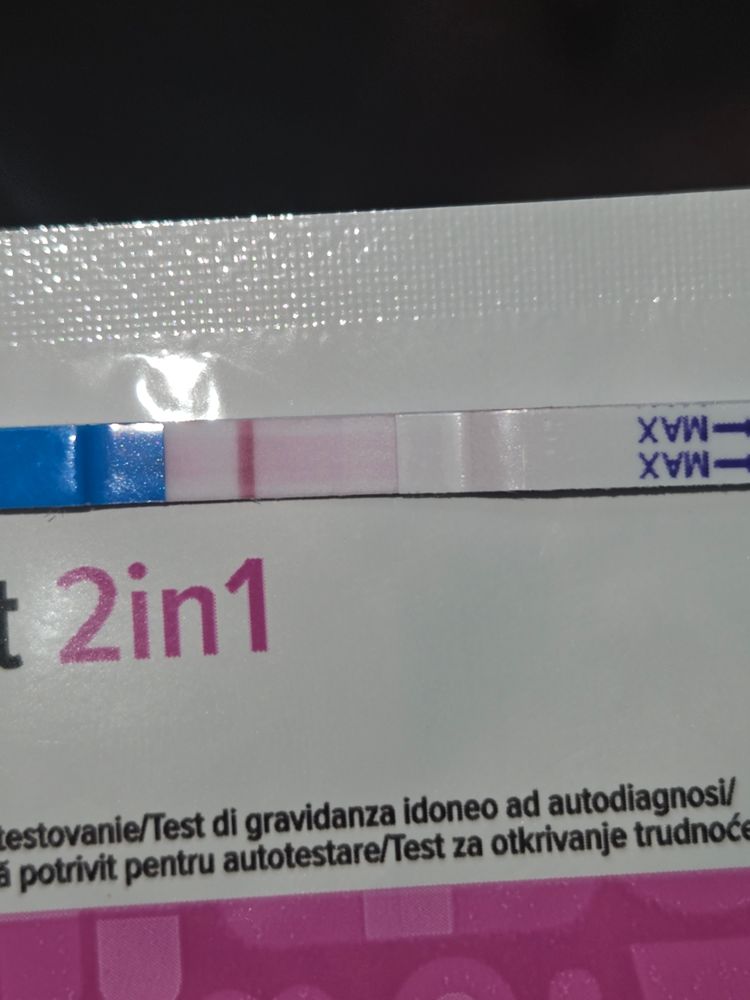 MAX
MAX
t 2in1
testovanie/Test di gravidanza idoneo ad autodiagnosi/
ă potrivit pentru autotestare/Test za otkrivanje trudnoće